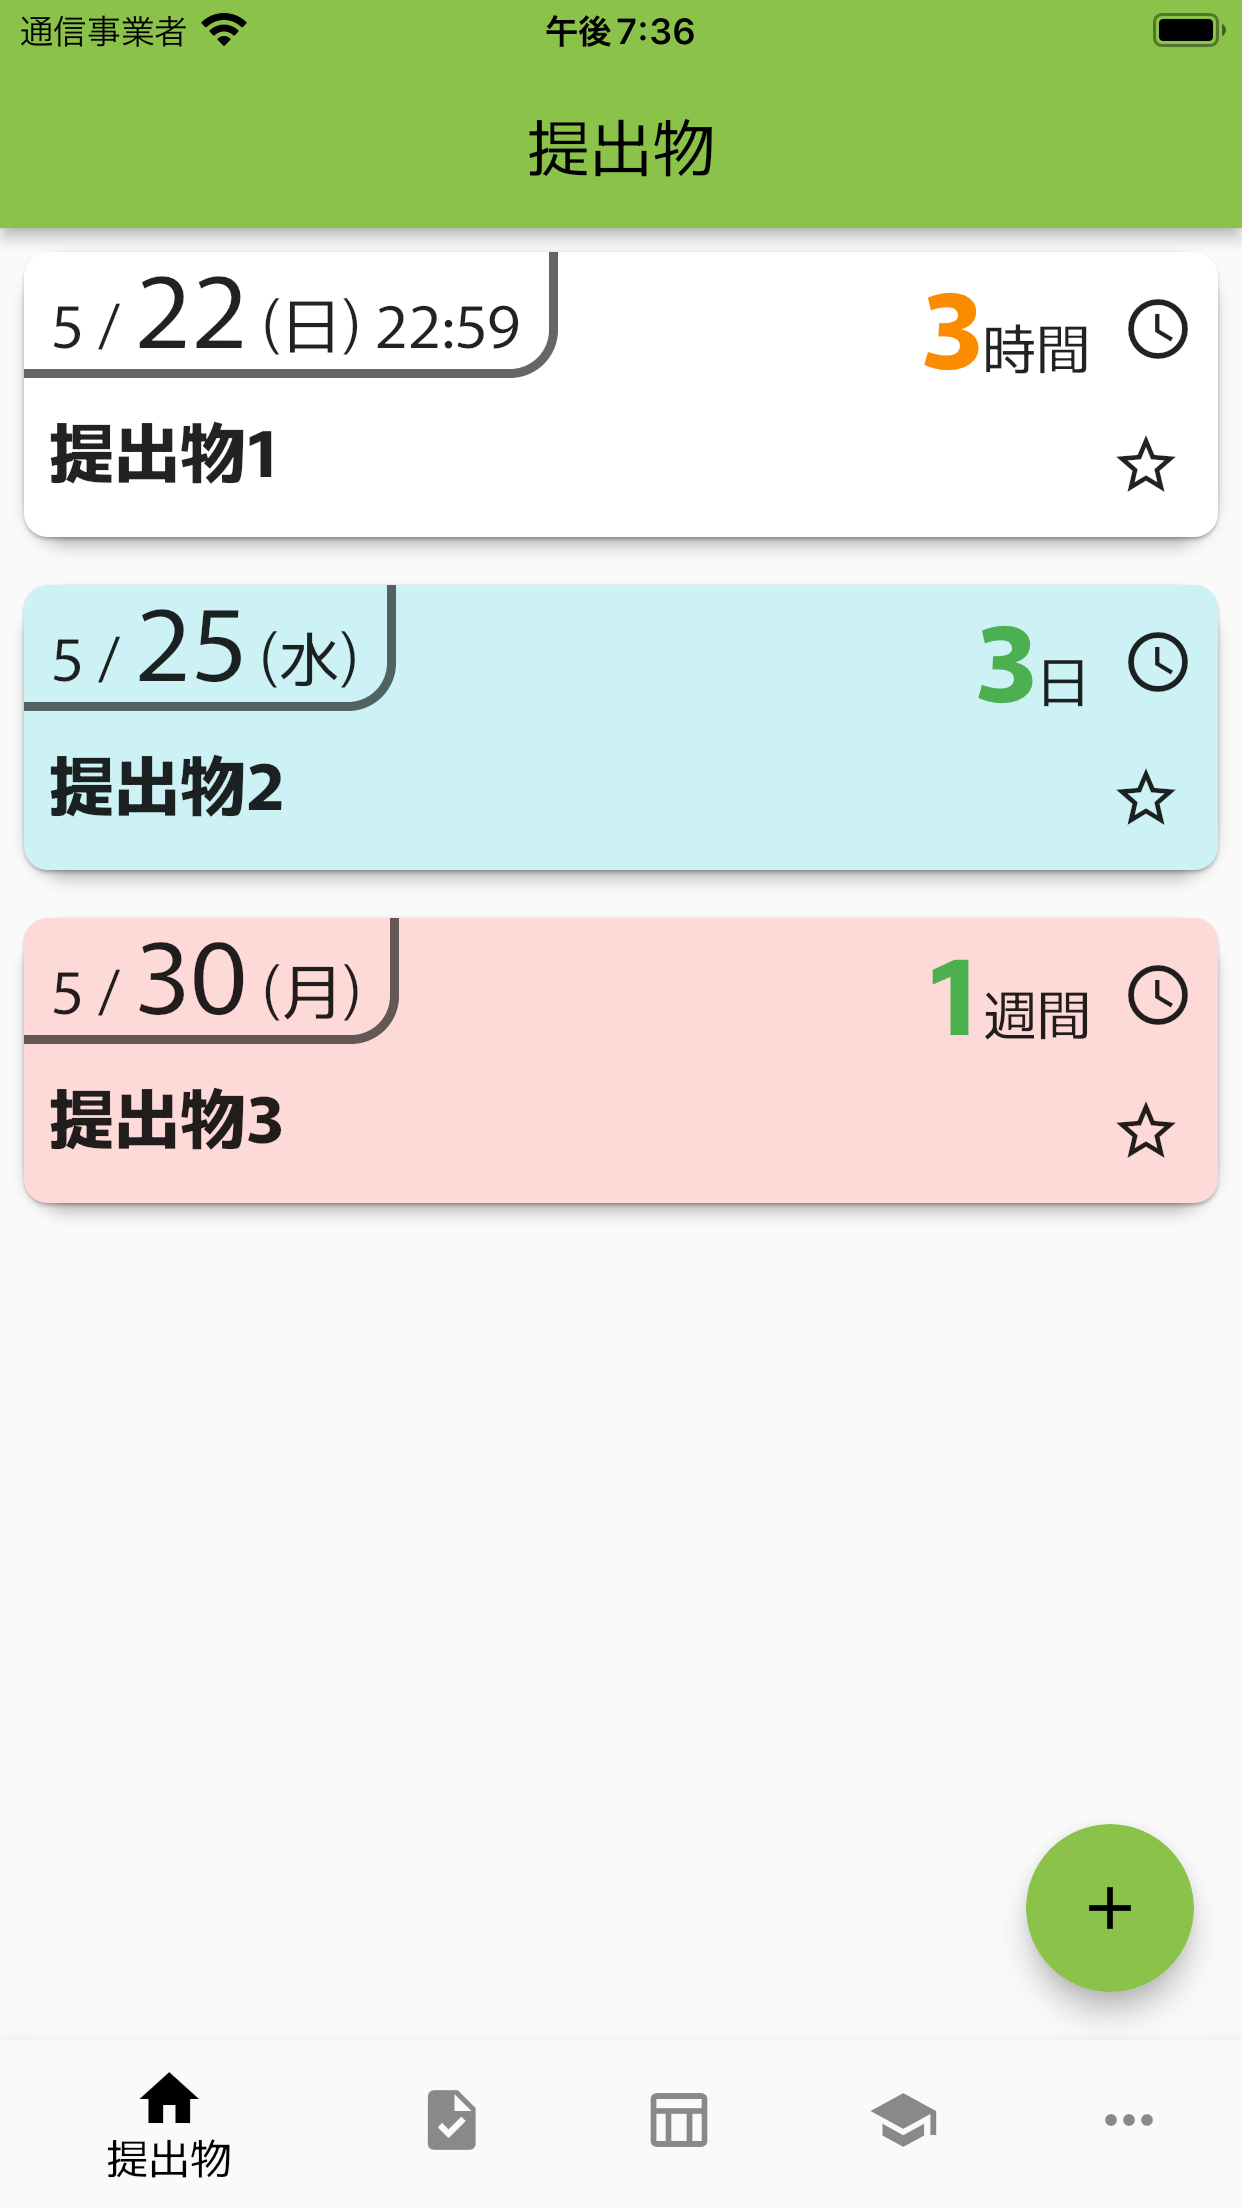 通信事業者 午後7:36
提出物
5 / 22 (日) 22:59 3時間
提出物1
5 / 25 (水) 3日
提出物2
5 / 30 (月) 1週間
提出物3
提出物